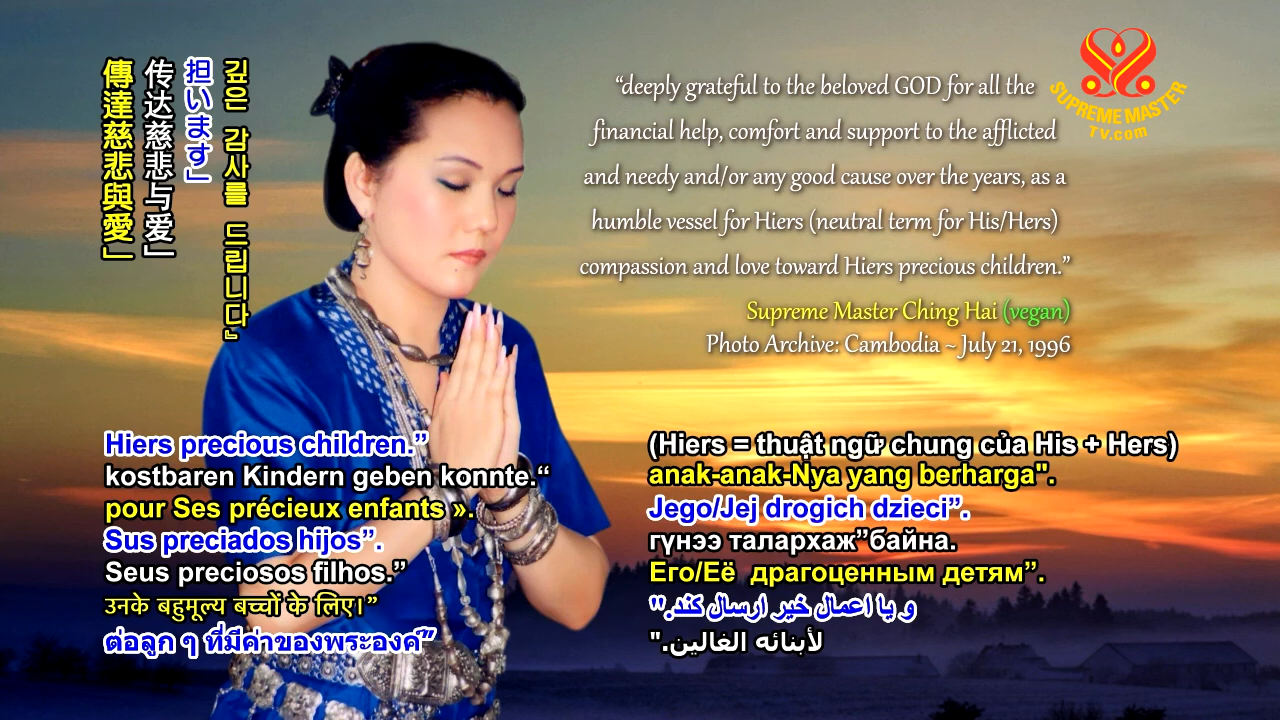 “deeply grateful to the beloved GOD for all the
financial help, comfort and support to the afflicted
and needy and/or any good cause over the years, as a
humble vessel for Hiers (neutral term for His/Hers)
compassion and love toward Hiers precious children.”
Supreme Master Ching Hai (vegan)
Photo Archive: Cambodia ~ July 21, 1996
SUPREME MASTER
TV.com
傳達慈悲與愛」
传达慈悲与爱」
担います」
깊은 감사를 드립니다』
Hiers precious children.”
kostbaren Kindern geben konnte.“
pour Ses précieux enfants ».
Sus preciados hijos”.
Seus preciosos filhos.”
उनके बहुमूल्य बच्चों के लिए।”
ต่อลูก ๆ ที่มีค่าของพระองค์”
(Hiers = thuật ngữ chung của His + Hers)
anak-anak-Nya yang berharga".
Jego/Jej drogich dzieci”.
гүнээ талархаж”байна.
Его/Её драгоценным детям”.
و یا اعمال خیر ارسال کند."
لأبنائه الغالين."